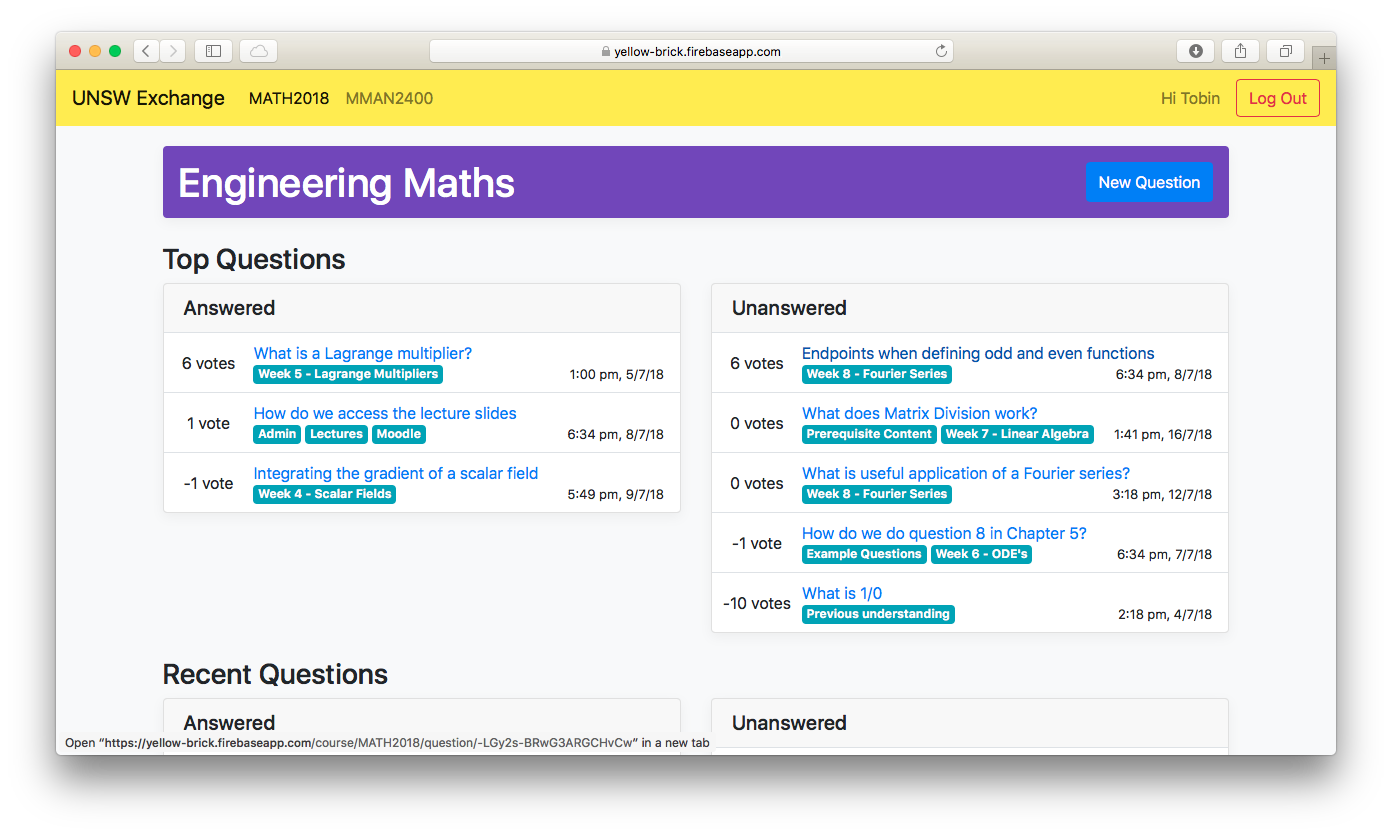 yellow-brick.firebaseapp.com
UNSW Exchange MATH2018 MMAN2400 Hi Tobin Log Out
Engineering Maths New Question
Top Questions
Answered
6 votes What is a Lagrange multiplier?
Week 5 - Lagrange Multipliers 1:00 pm, 5/7/18
1 vote How do we access the lecture slides
Admin Lectures Moodle 6:34 pm, 8/7/18
-1 vote Integrating the gradient of a scalar field
Week 4 - Scalar Fields 5:49 pm, 9/7/18
Unanswered
6 votes Endpoints when defining odd and even functions
Week 8 - Fourier Series 6:34 pm, 8/7/18
0 votes What does Matrix Division work?
Prerequisite Content Week 7 - Linear Algebra 1:41 pm, 16/7/18
0 votes What is useful application of a Fourier series?
Week 8 - Fourier Series 3:18 pm, 12/7/18
-1 vote How do we do question 8 in Chapter 5?
Example Questions Week 6 - ODE's 6:34 pm, 7/7/18
-10 votes What is 1/0
Previous understanding 2:18 pm, 4/7/18
Recent Questions
Answered
Unanswered
Open “https://yellow-brick.firebaseapp.com/course/MATH2018/question/-LGy2s-BRwG3ARGCHvCw” in a new tab